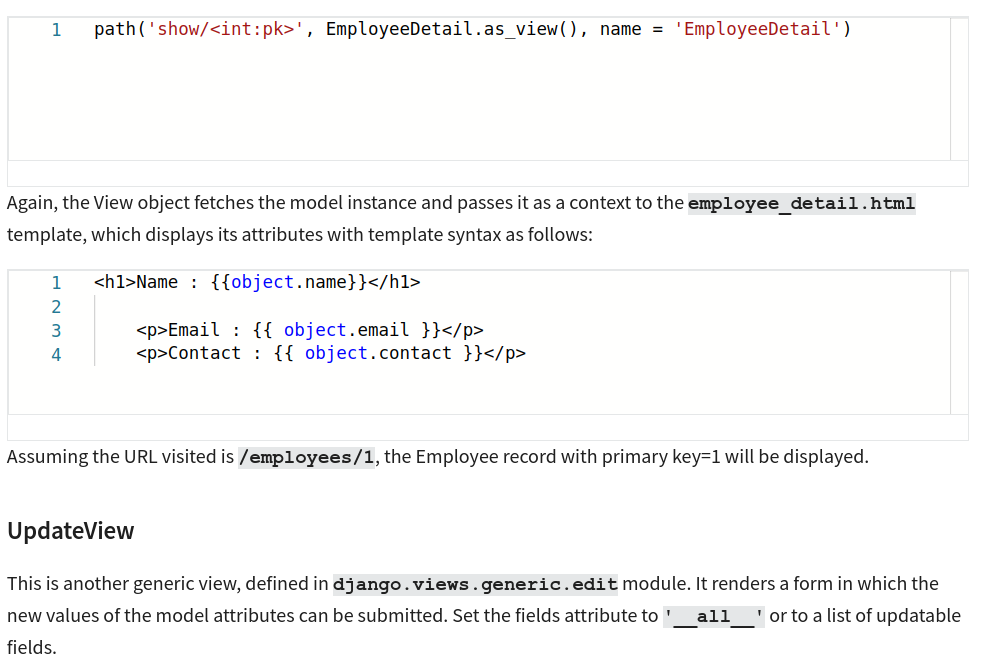 1 path('show/<int:pk>', EmployeeDetail.as_view(), name = 'EmployeeDetail')
Again, the View object fetches the model instance and passes it as a context to the employee_detail.html
template, which displays its attributes with template syntax as follows:
1 <h1>Name : {{object.name}}</h1>
2
3     <p>Email : {{ object.email }}</p>
4     <p>Contact : {{ object.contact }}</p>
Assuming the URL visited is /employees/1, the Employee record with primary key=1 will be displayed.
UpdateView
This is another generic view, defined in django.views.generic.edit module. It renders a form in which the
new values of the model attributes can be submitted. Set the fields attribute to '__all__' or to a list of updatable
fields.